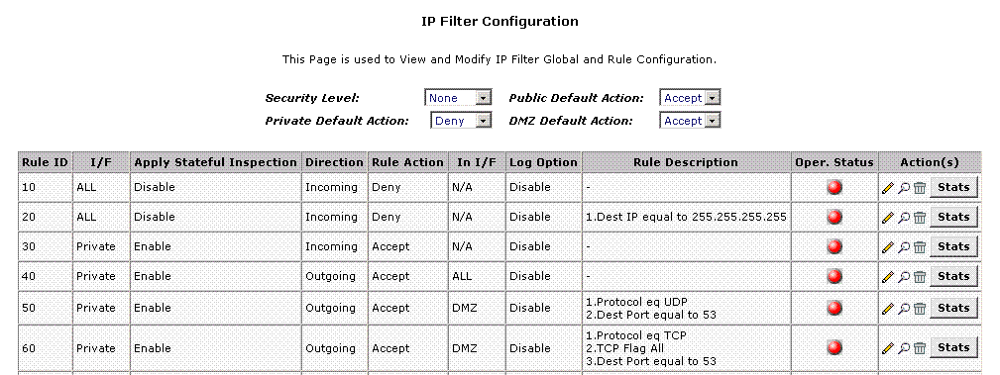 IP Filter Configuration
This Page is used to View and Modify IP Filter Global and Rule Configuration.
Security Level: None Public Default Action: Accept
Private Default Action: Deny DMZ Default Action: Accept
Rule ID I/F Apply Stateful Inspection Direction Rule Action In I/F Log Option Rule Description Oper. Status Action(s)
10 ALL Disable Incoming Deny N/A Disable - Stats
20 ALL Disable Incoming Deny N/A Disable 1.Dest IP equal to 255.255.255.255 Stats
30 Private Enable Incoming Accept N/A Disable - Stats
40 Private Enable Outgoing Accept ALL Disable - Stats
50 Private Enable Outgoing Accept DMZ Disable 1.Protocol eq UDP
2.Dest Port equal to 53 Stats
60 Private Enable Outgoing Accept DMZ Disable 1.Protocol eq TCP
2.TCP Flag All
3.Dest Port equal to 53 Stats